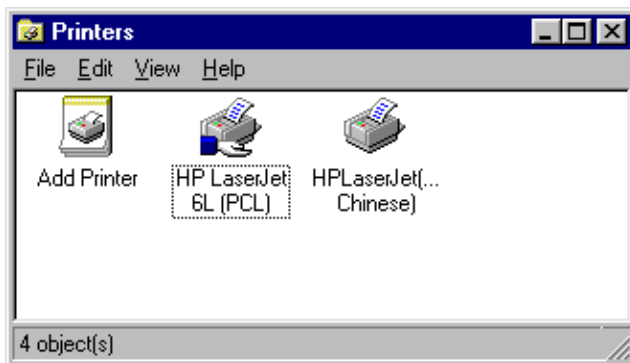 Printers
File Edit View Help
Add Printer
HP LaserJet
6L (PCL)
HPLaserJet(...
Chinese)
4 object(s)